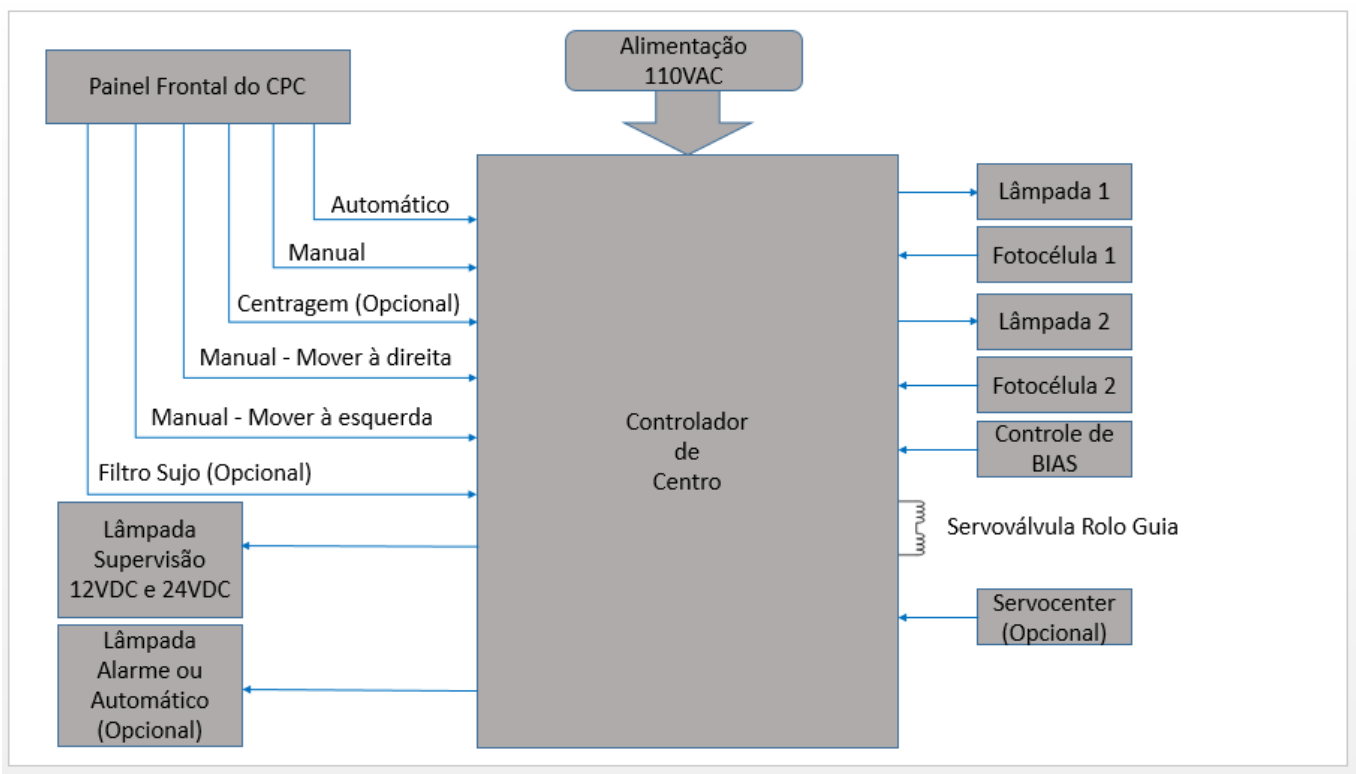 Painel Frontal do CPC
Alimentação
110VAC
Automático
Manual
Centragem (Opcional)
Manual - Mover à direita
Manual - Mover à esquerda
Filtro Sujo (Opcional)
Lâmpada
Supervisão
12VDC e 24VDC
Lâmpada
Alarme ou
Automático
(Opcional)
Controlador
de
Centro
Lâmpada 1
Fotocélula 1
Lâmpada 2
Fotocélula 2
Controle de
BIAS
Servoválvula Rolo Guia
Servocenter
(Opcional)